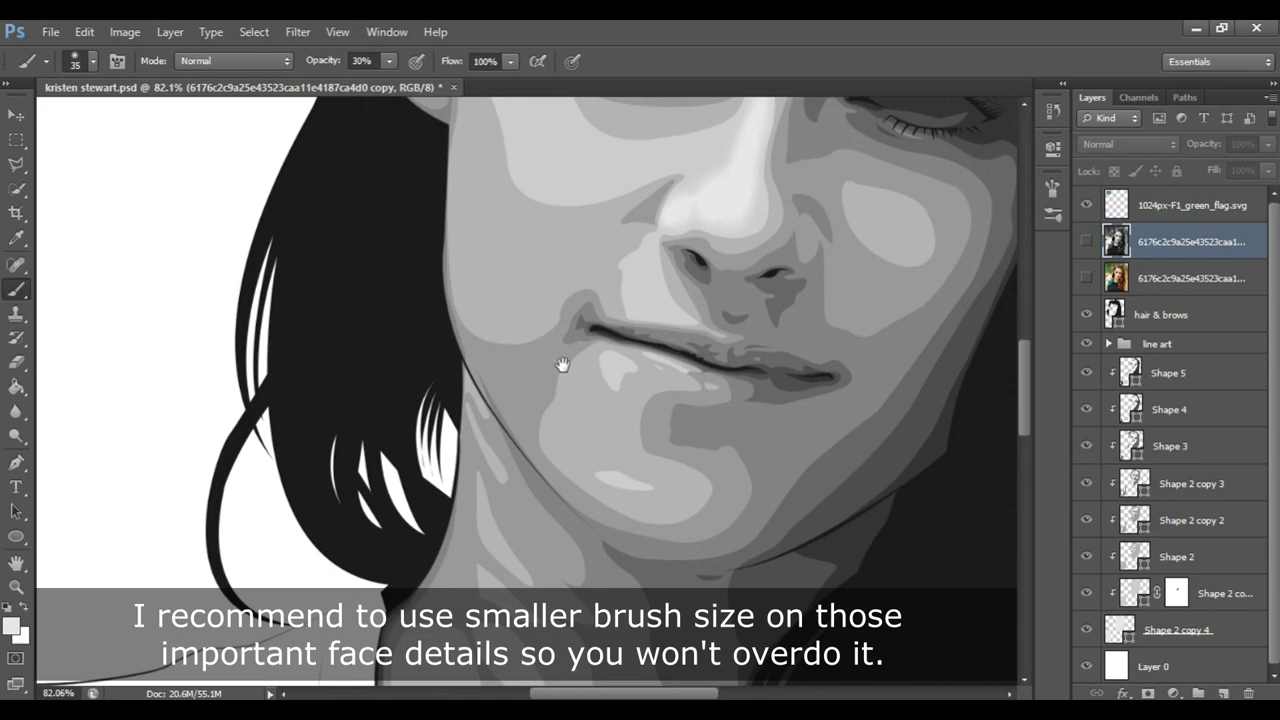 Ps File Edit Image Layer Type Select Filter View Window Help
35 Mode: Normal Opacity: 30% Flow: 100% Essentials
kristen stewart.psd @ 82.1% (6176c2c9a25e43523caa11e4187ca4d0 copy, RGB/8) *
Layers Channels Paths
Kind
Normal Opacity: 100%
Lock: Fill: 100%
1024px-F1_green_flag.svg
6176c2c9a25e43523caa1...
6176c2c9a25e43523caa1...
hair & brows
line art
Shape 5
Shape 4
Shape 3
Shape 2 copy 3
Shape 2 copy 2
Shape 2
Shape 2 co...
Shape 2 copy 4
Layer 0
I recommend to use smaller brush size on those
important face details so you won't overdo it.
82.06% Doc: 20.6M/55.1M